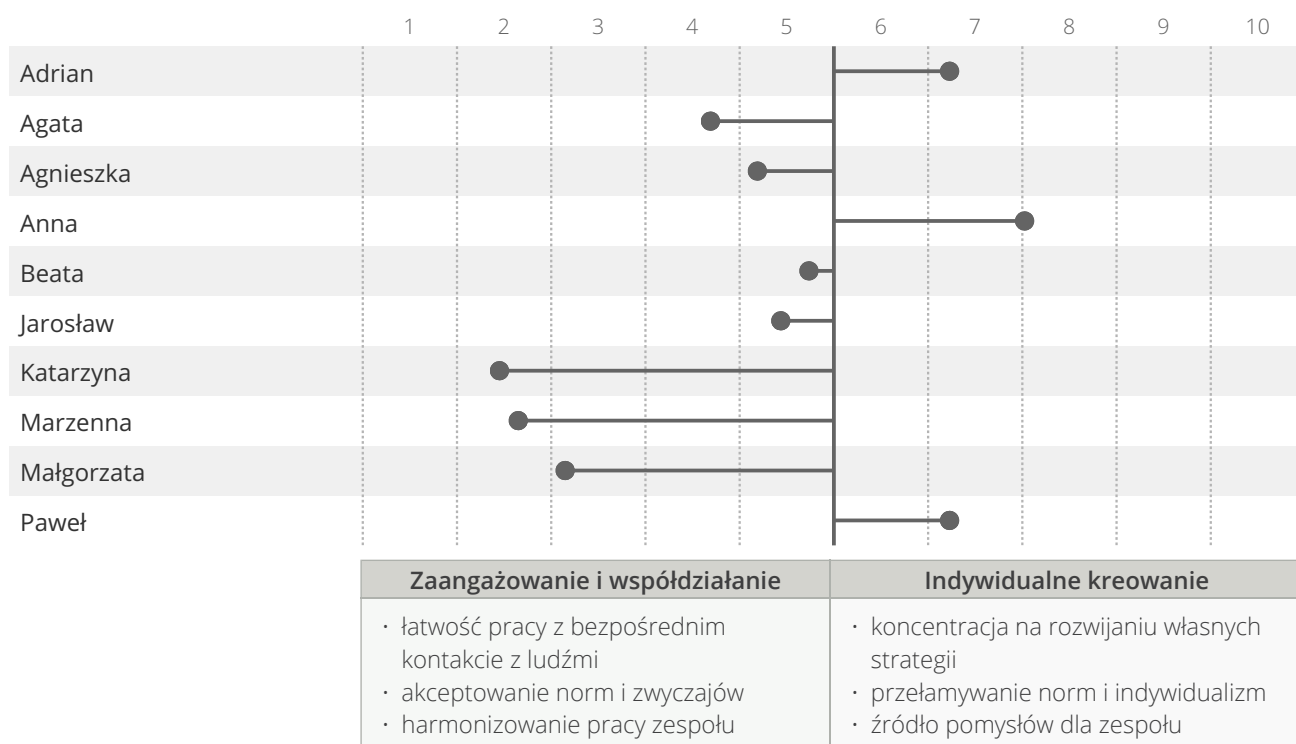 1 2 3 4 5 6 7 8 9 10
Adrian
Agata
Agnieszka
Anna
Beata
Jarosław
Katarzyna
Marzenna
Małgorzata
Paweł
Zaangażowanie i współdziałanie
· łatwość pracy z bezpośrednim
kontakcie z ludźmi
· akceptowanie norm i zwyczajów
· harmonizowanie pracy zespołu
Indywidualne kreowanie
· koncentracja na rozwijaniu własnych
strategii
· przełamywanie norm i indywidualizm
· źródło pomysłów dla zespołu